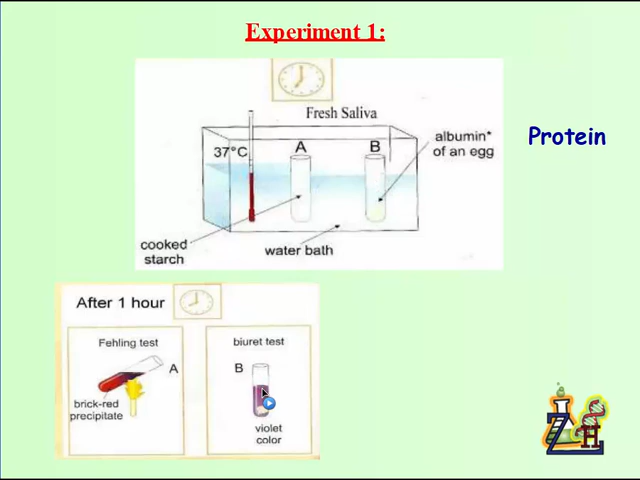 Experiment 1:
Fresh Saliva
37°C
A
B
albumin*
of an egg
Protein
cooked
starch
water bath
After 1 hour
Fehling test
A
brick-red
precipitate
biuret test
B
violet
color
Z
H